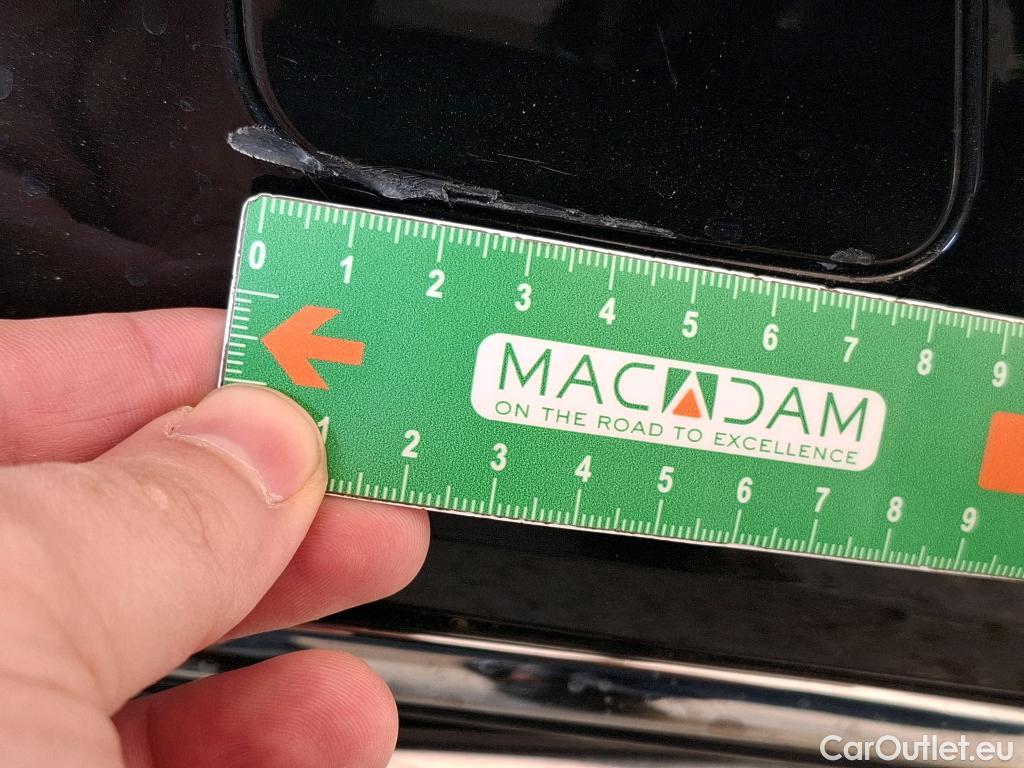 0 1 2 3 4 5 6 7 8 9
MACADAM
ON THE ROAD TO EXCELLENCE
1 2 3 4 5 6 7 8 9
CarOutlet.eu